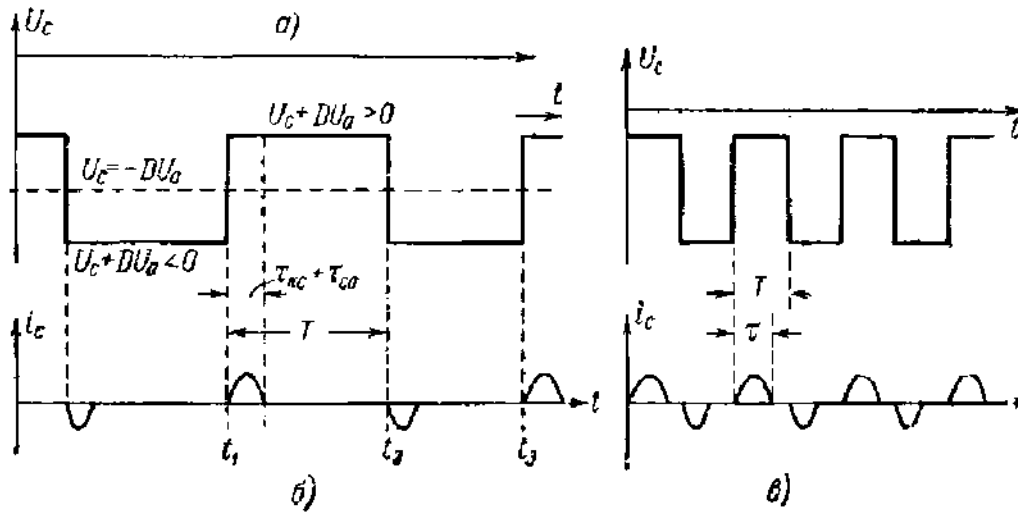 U_c
а)
U_c
t
U_c + DU_a > 0
t
U_c = -DU_a
U_c + DU_a < 0
τ_кс + τ_са
T
T
i_c
i_c
τ
t
t_1
t_2
t_3
б)
в)